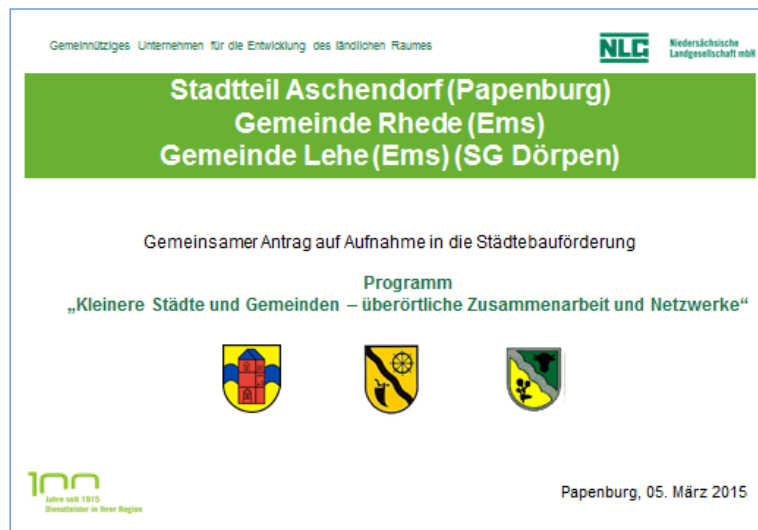 Gemeinnütziges Unternehmen für die Entwicklung des ländlichen Raumes
NLG
Niedersächsische
Landgesellschaft mbH
Stadtteil Aschendorf (Papenburg)
Gemeinde Rhede (Ems)
Gemeinde Lehe (Ems) (SG Dörpen)
Gemeinsamer Antrag auf Aufnahme in die Städtebauförderung
Programm
„Kleinere Städte und Gemeinden – überörtliche Zusammenarbeit und Netzwerke“
100
Jahre seit 1915
Dienstleister in Ihrer Region
Papenburg, 05. März 2015